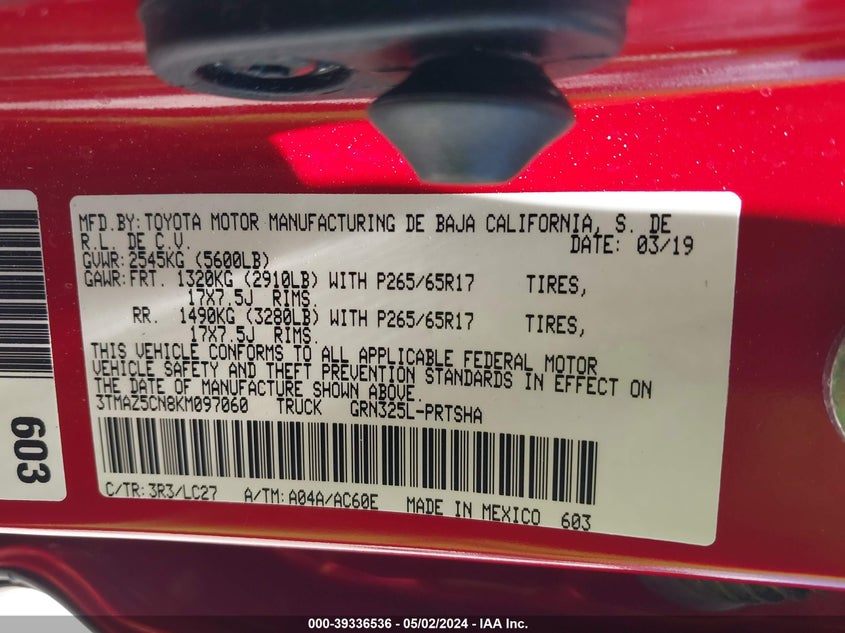 MFD.BY:TOYOTA MOTOR MANUFACTURING DE BAJA CALIFORNIA, S. DE
R.L. DE C.V. DATE: 03/19
GVWR:2545KG (5600LB)
GAWR:FRT. 1320KG (2910LB) WITH P265/65R17 TIRES,
17X7.5J RIMS.
RR. 1490KG (3280LB) WITH P265/65R17 TIRES,
17X7.5J RIMS.
THIS VEHICLE CONFORMS TO ALL APPLICABLE FEDERAL MOTOR
VEHICLE SAFETY AND THEFT PREVENTION STANDARDS IN EFFECT ON
THE DATE OF MANUFACTURE SHOWN ABOVE.
3TMAZ5CN8KM097060 TRUCK GRN325L-PRTSHA
C/TR:3R3/LC27 A/TM:A04A/AC60E MADE IN MEXICO 603
603
000-39336536 - 05/02/2024 - IAA Inc.